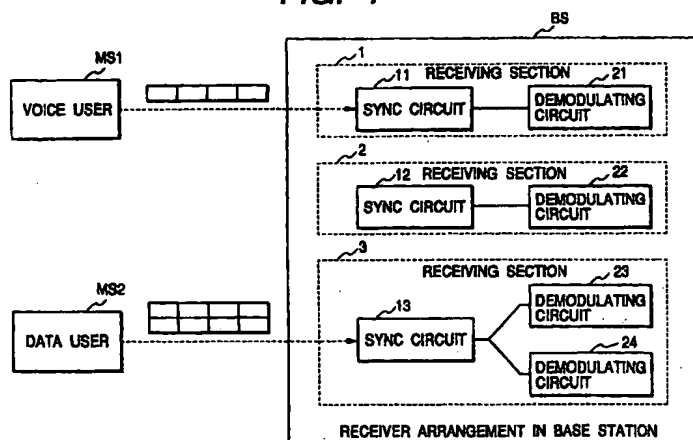 BS
MS1
VOICE USER
1
RECEIVING SECTION
11
SYNC CIRCUIT
21
DEMODULATING
CIRCUIT
2
RECEIVING SECTION
12
SYNC CIRCUIT
22
DEMODULATING
CIRCUIT
MS2
DATA USER
3
RECEIVING SECTION
13
SYNC CIRCUIT
23
DEMODULATING
CIRCUIT
24
DEMODULATING
CIRCUIT
RECEIVER ARRANGEMENT IN BASE STATION